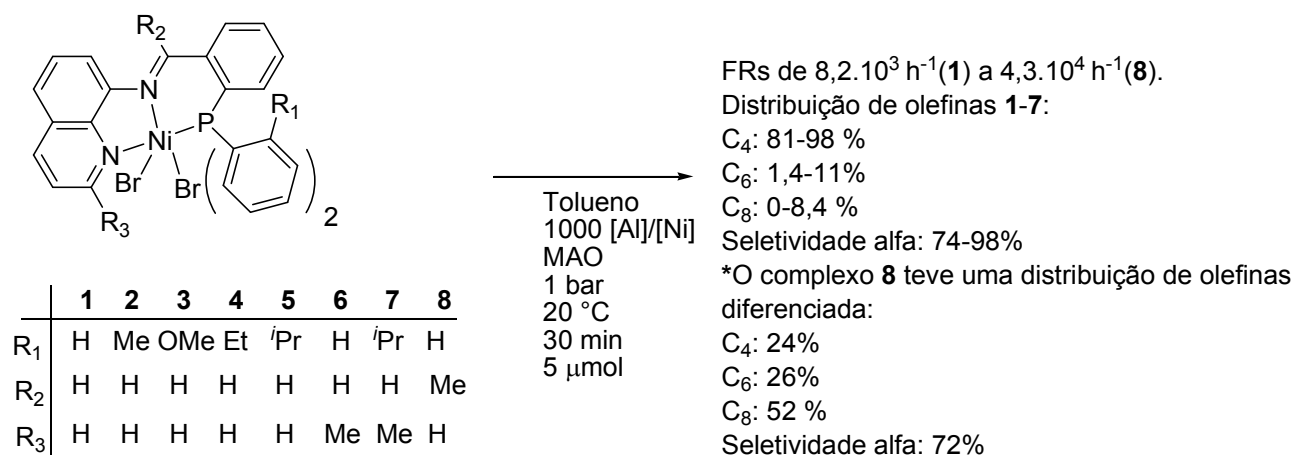 R₂
N
R₁
P
Ni
N
Br
Br
2
R₃
1 2 3 4 5 6 7 8
R₁ H Me OMe Et ⁱPr H ⁱPr H
R₂ H H H H H H H Me
R₃ H H H H H Me Me H
Tolueno
1000 [Al]/[Ni]
MAO
1 bar
20 °C
30 min
5 μmol
FRs de 8,2.10³ h⁻¹(1) a 4,3.10⁴ h⁻¹(8).
Distribuição de olefinas 1-7:
C₄: 81-98 %
C₆: 1,4-11%
C₈: 0-8,4 %
Seletividade alfa: 74-98%
*O complexo 8 teve uma distribuição de olefinas
diferenciada:
C₄: 24%
C₆: 26%
C₈: 52 %
Seletividade alfa: 72%